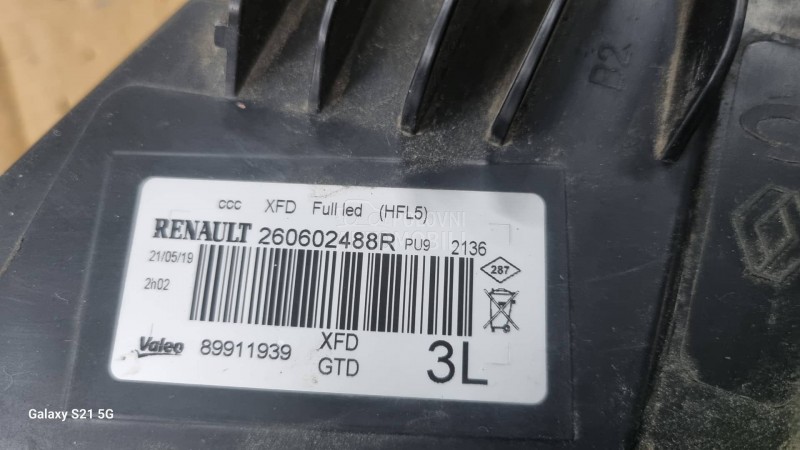 B2
ccc XFD Full led (HFL5)
RENAULT 260602488R PU9 2136
21/05/19
2h02
287
Valeo 89911939 XFD
GTD
3L
Galaxy S21 5G